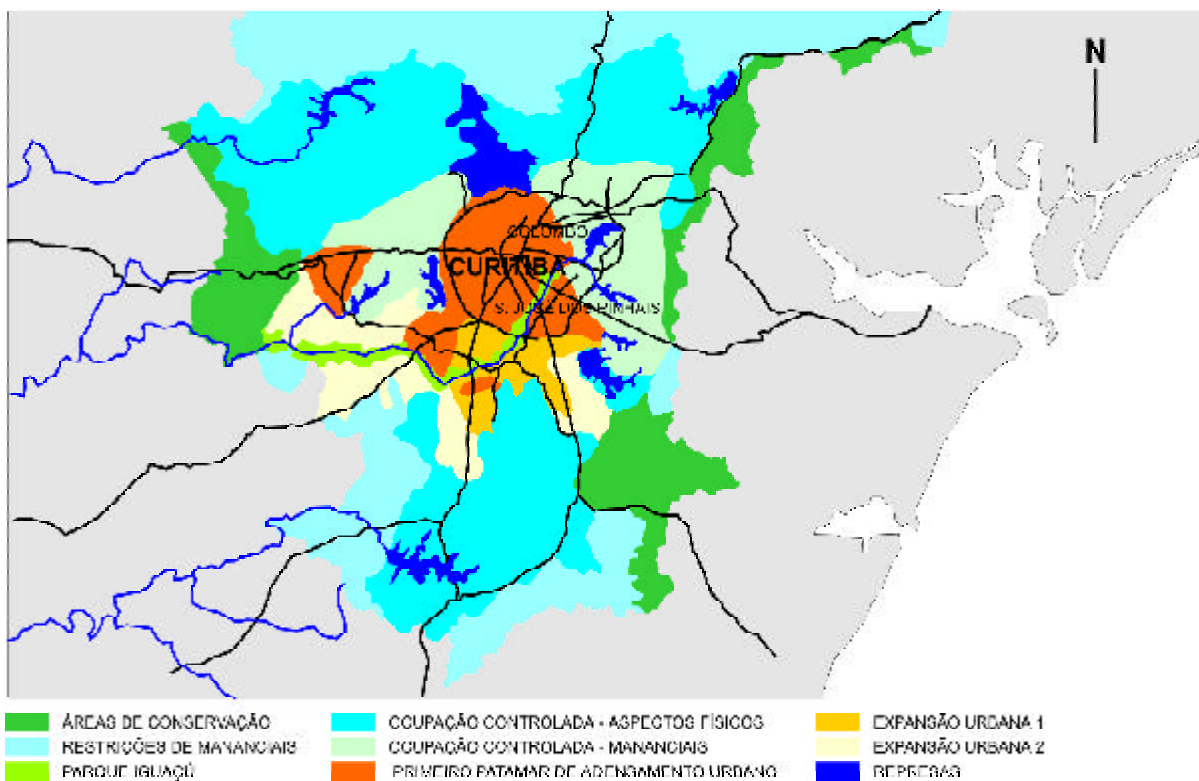 N
COLOMBO
CURITIBA
S. JOSÉ DOS PINHAIS
ÁREAS DE CONSERVAÇÃO
RESTRIÇÕES DE MANANCIAIS
PARQUE IGUAÇÚ
OCUPAÇÃO CONTROLADA - ASPECTOS FÍSICOS
OCUPAÇÃO CONTROLADA - MANANCIAIS
PRIMEIRO PATAMAR DE ADENSAMENTO URBANO
EXPANSÃO URBANA 1
EXPANSÃO URBANA 2
REPRESAS